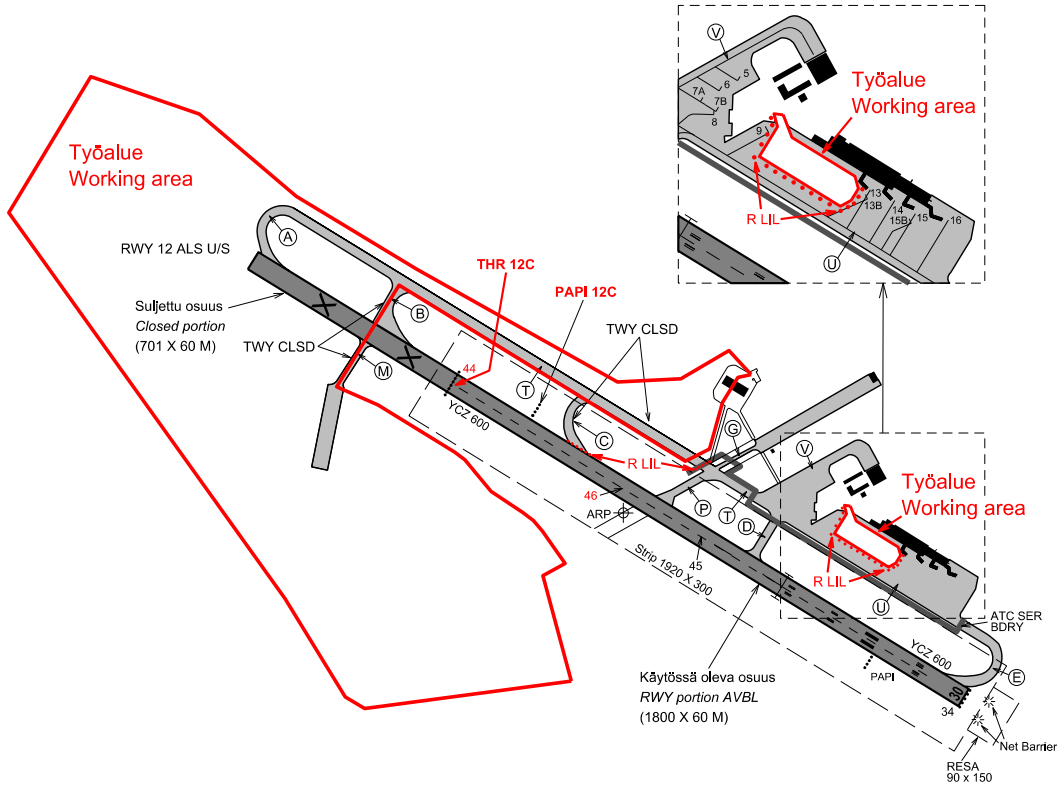 V
5
6
7A
7B
8
9
Työalue
Working area
R LIL
13
13B
14
15B
15
16
U
Työalue
Working area
A
RWY 12 ALS U/S
THR 12C
PAPI 12C
Suljettu osuus
Closed portion
(701 X 60 M)
B
TWY CLSD
TWY CLSD
M
44
T
YCZ 600
C
G
R LIL
V
Työalue
Working area
46
ARP
P
T
D
45
Strip 1920 X 300
R LIL
U
ATC SER
BDRY
YCZ 600
E
PAPI
Käytössä oleva osuus
RWY portion AVBL
(1800 X 60 M)
30
34
Net Barrier
RESA
90 x 150